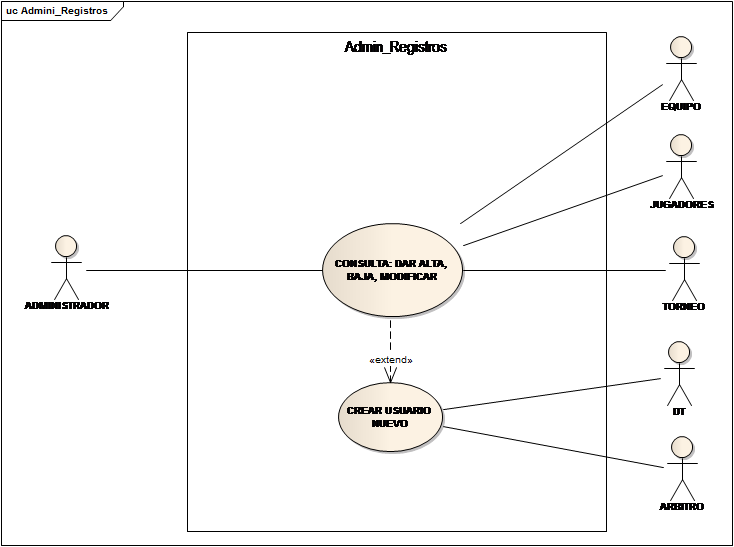 uc Admini_Registros
Admin_Registros
EQUIPO
JUGADORES
CONSULTA: DAR ALTA,
BAJA, MODIFICAR
ADMINISTRADOR
TORNEO
«extend»
CREAR USUARIO
NUEVO
DT
ARBITRO